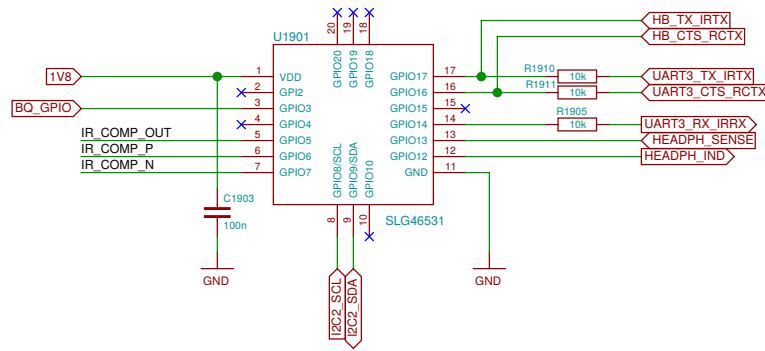 U1901
20
19
18
GPIO20
GPIO19
GPIO18
HB_TX_IRTX
HB_CTS_RCTX
1V8
1
VDD
GPIO17
17
R1910
10k
UART3_TX_IRTX
2
GPI2
GPIO16
16
R1911
10k
UART3_CTS_RCTX
BQ_GPIO
3
GPIO3
GPIO15
15
4
GPIO4
GPIO14
14
R1905
10k
UART3_RX_IRRX
IR_COMP_OUT
5
GPIO5
GPIO13
13
HEADPH_SENSE
IR_COMP_P
6
GPIO6
GPIO12
12
HEADPH_IND
IR_COMP_N
7
GPIO7
GND
11
GPIO8/SCL
GPIO9/SDA
GPIO10
8
9
10
SLG46531
C1903
100n
GND
GND
I2C2_SCL
I2C2_SDA